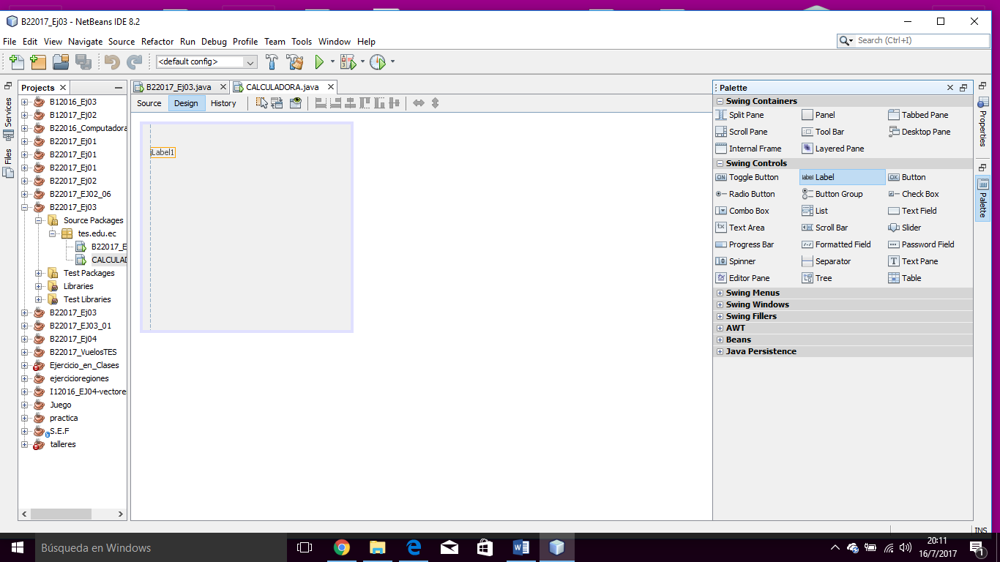 B22017_Ej03 - NetBeans IDE 8.2
File Edit View Navigate Source Refactor Run Debug Profile Team Tools Window Help
Search (Ctrl+I)
<default config>
Services
Files
Projects
B12016_Ej03
B12017_Ej02
B22016_Computadora
B22017_Ej01
B22017_Ej01
B22017_Ej01
B22017_Ej02
B22017_EJ02_06
B22017_Ej03
Source Packages
tes.edu.ec
B22017_E
CALCULAD
Test Packages
Libraries
Test Libraries
B22017_Ej03
B22017_EJ03_01
B22017_Ej04
B22017_VuelosTES
Ejercicio_en_Clases
ejercicioregiones
I12016_EJ04-vectore
Juego
practica
S.E.F
talleres
B22017_Ej03.java CALCULADORA.java
Source Design History
jLabel1
Palette
Swing Containers
Split Pane Panel Tabbed Pane
Scroll Pane Tool Bar Desktop Pane
Internal Frame Layered Pane
Swing Controls
ON Toggle Button label Label OK Button
Radio Button Button Group Check Box
Combo Box List Text Field
Text Area Scroll Bar Slider
Progress Bar Formatted Field Password Field
Spinner Separator T Text Pane
Editor Pane Tree Table
Swing Menus
Swing Windows
Swing Fillers
AWT
Beans
Java Persistence
Properties
Palette
INS
Búsqueda en Windows
20:11
16/7/2017
1